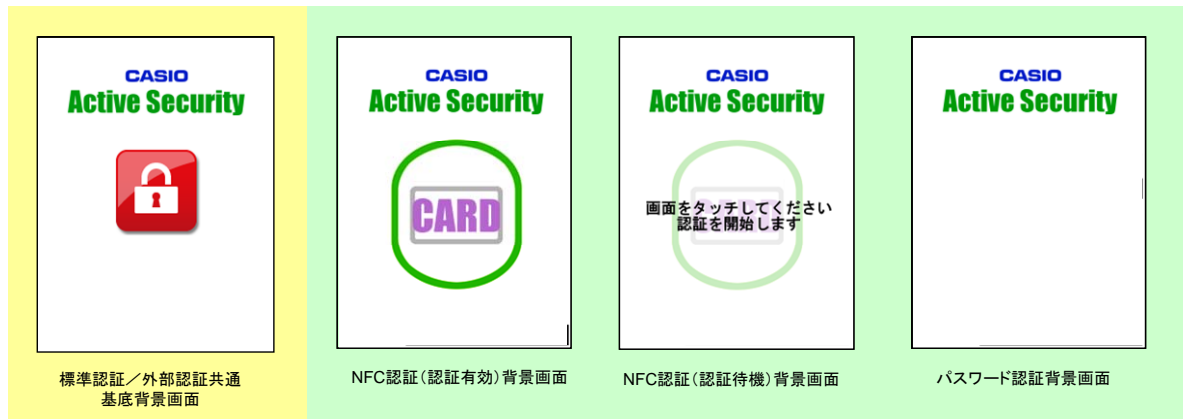 CASIO
Active Security
標準認証／外部認証共通
基底背景画面
CASIO
Active Security
CARD
NFC認証（認証有効）背景画面
CASIO
Active Security
CARD
画面をタッチしてください
認証を開始します
NFC認証（認証待機）背景画面
CASIO
Active Security
パスワード認証背景画面